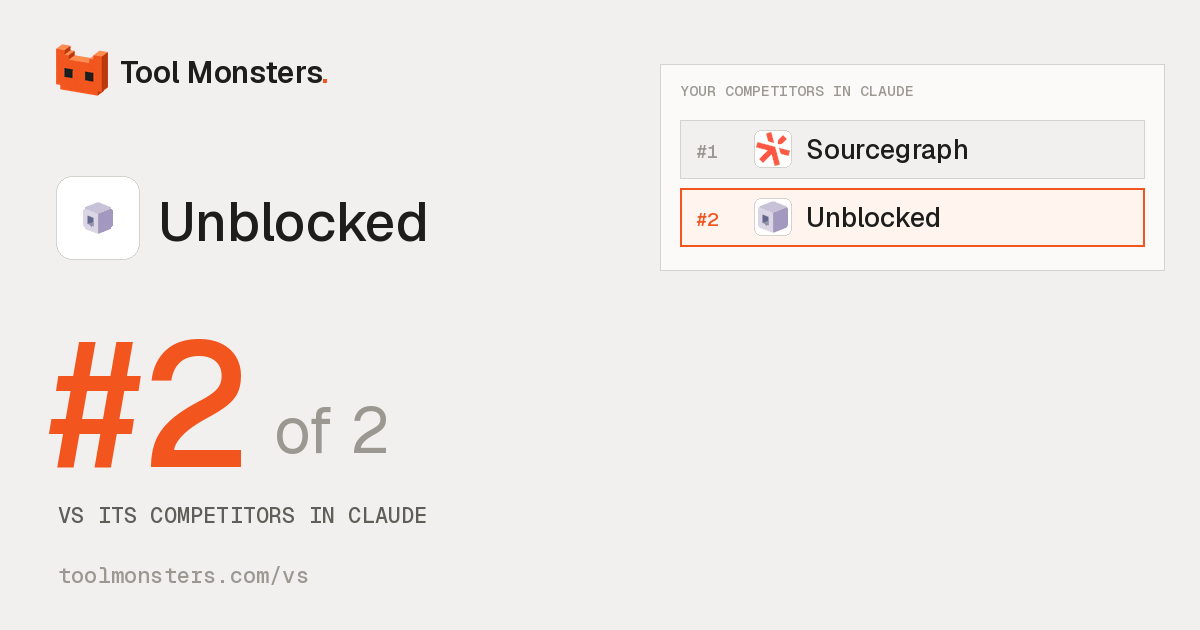 Tool Monsters.
Unblocked
#2 of 2
VS ITS COMPETITORS IN CLAUDE
toolmonsters.com/vs
YOUR COMPETITORS IN CLAUDE
#1 Sourcegraph
#2 Unblocked